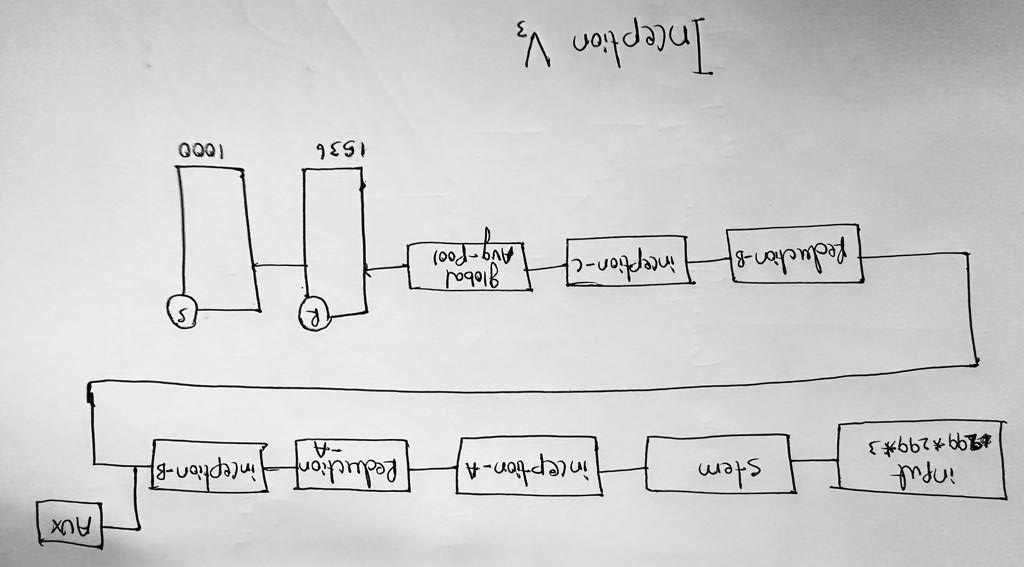 AUX
input
299*299*3
Stem
inception-A
Reduction
-A
inception-B
Reduction-B
inception-C
global
Avg-Pool
R
S
1536
1000
Inception V3